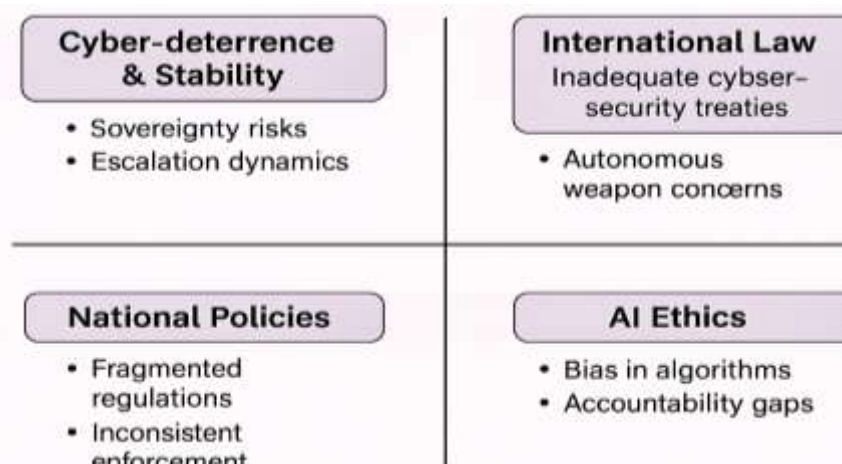 Cyber-deterrence
& Stability
• Sovereignty risks
• Escalation dynamics
International Law
Inadequate cybser-
security treaties
• Autonomous
weapon concerns
National Policies
• Fragmented
regulations
• Inconsistent
enforcement
AI Ethics
• Bias in algorithms
• Accountability gaps